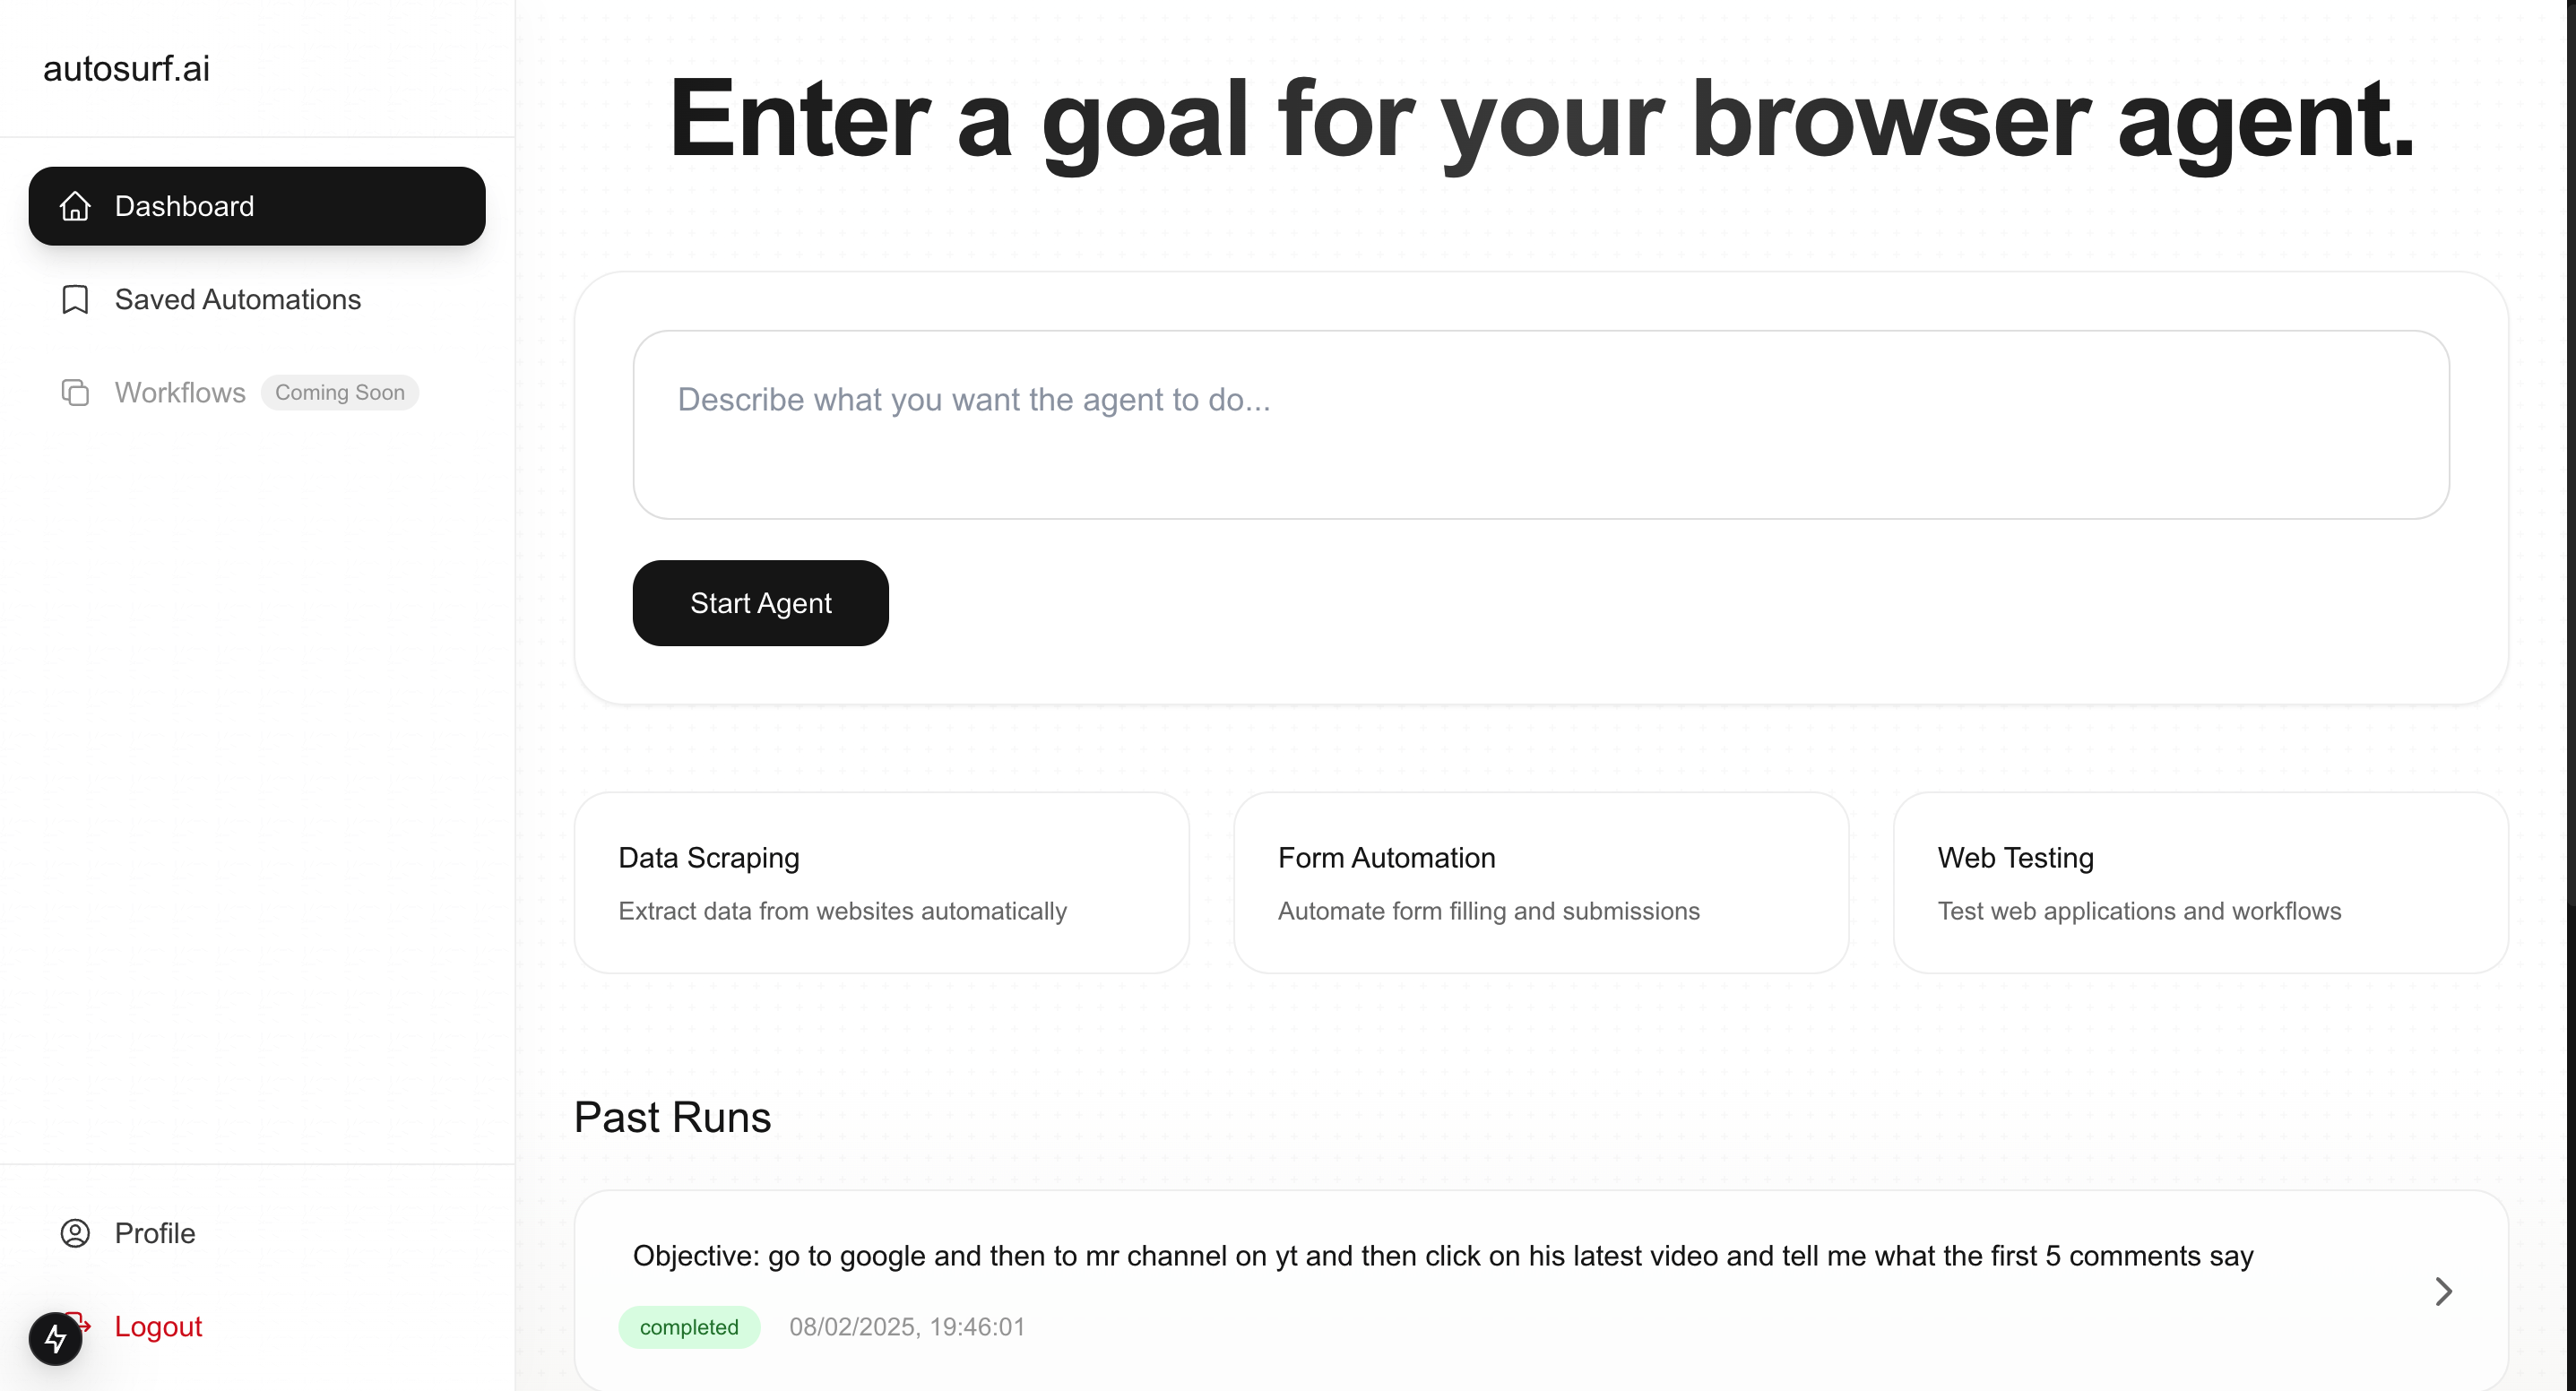 autosurf.ai
Dashboard
Saved Automations
Workflows Coming Soon
Profile
Logout
Enter a goal for your browser agent.
Describe what you want the agent to do...
Start Agent
Data Scraping
Extract data from websites automatically
Form Automation
Automate form filling and submissions
Web Testing
Test web applications and workflows
Past Runs
Objective: go to google and then to mr channel on yt and then click on his latest video and tell me what the first 5 comments say
completed 08/02/2025, 19:46:01